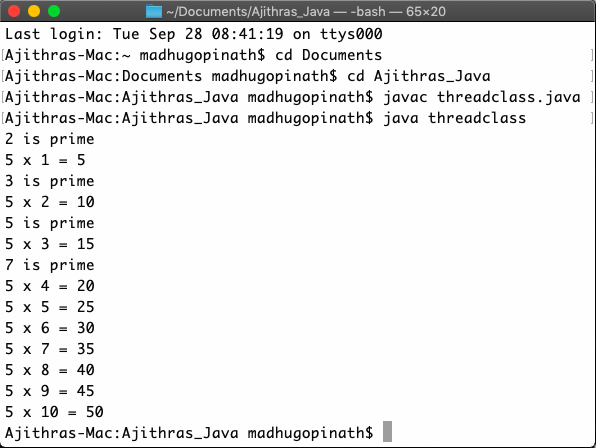 ~/Documents/Ajithras_Java — -bash — 65×20
Last login: Tue Sep 28 08:41:19 on ttys000
[Ajithras-Mac:~ madhugopinath$ cd Documents ]
[Ajithras-Mac:Documents madhugopinath$ cd Ajithras_Java ]
[Ajithras-Mac:Ajithras_Java madhugopinath$ javac threadclass.java ]
[Ajithras-Mac:Ajithras_Java madhugopinath$ java threadclass ]
2 is prime
5 x 1 = 5
3 is prime
5 x 2 = 10
5 is prime
5 x 3 = 15
7 is prime
5 x 4 = 20
5 x 5 = 25
5 x 6 = 30
5 x 7 = 35
5 x 8 = 40
5 x 9 = 45
5 x 10 = 50
Ajithras-Mac:Ajithras_Java madhugopinath$